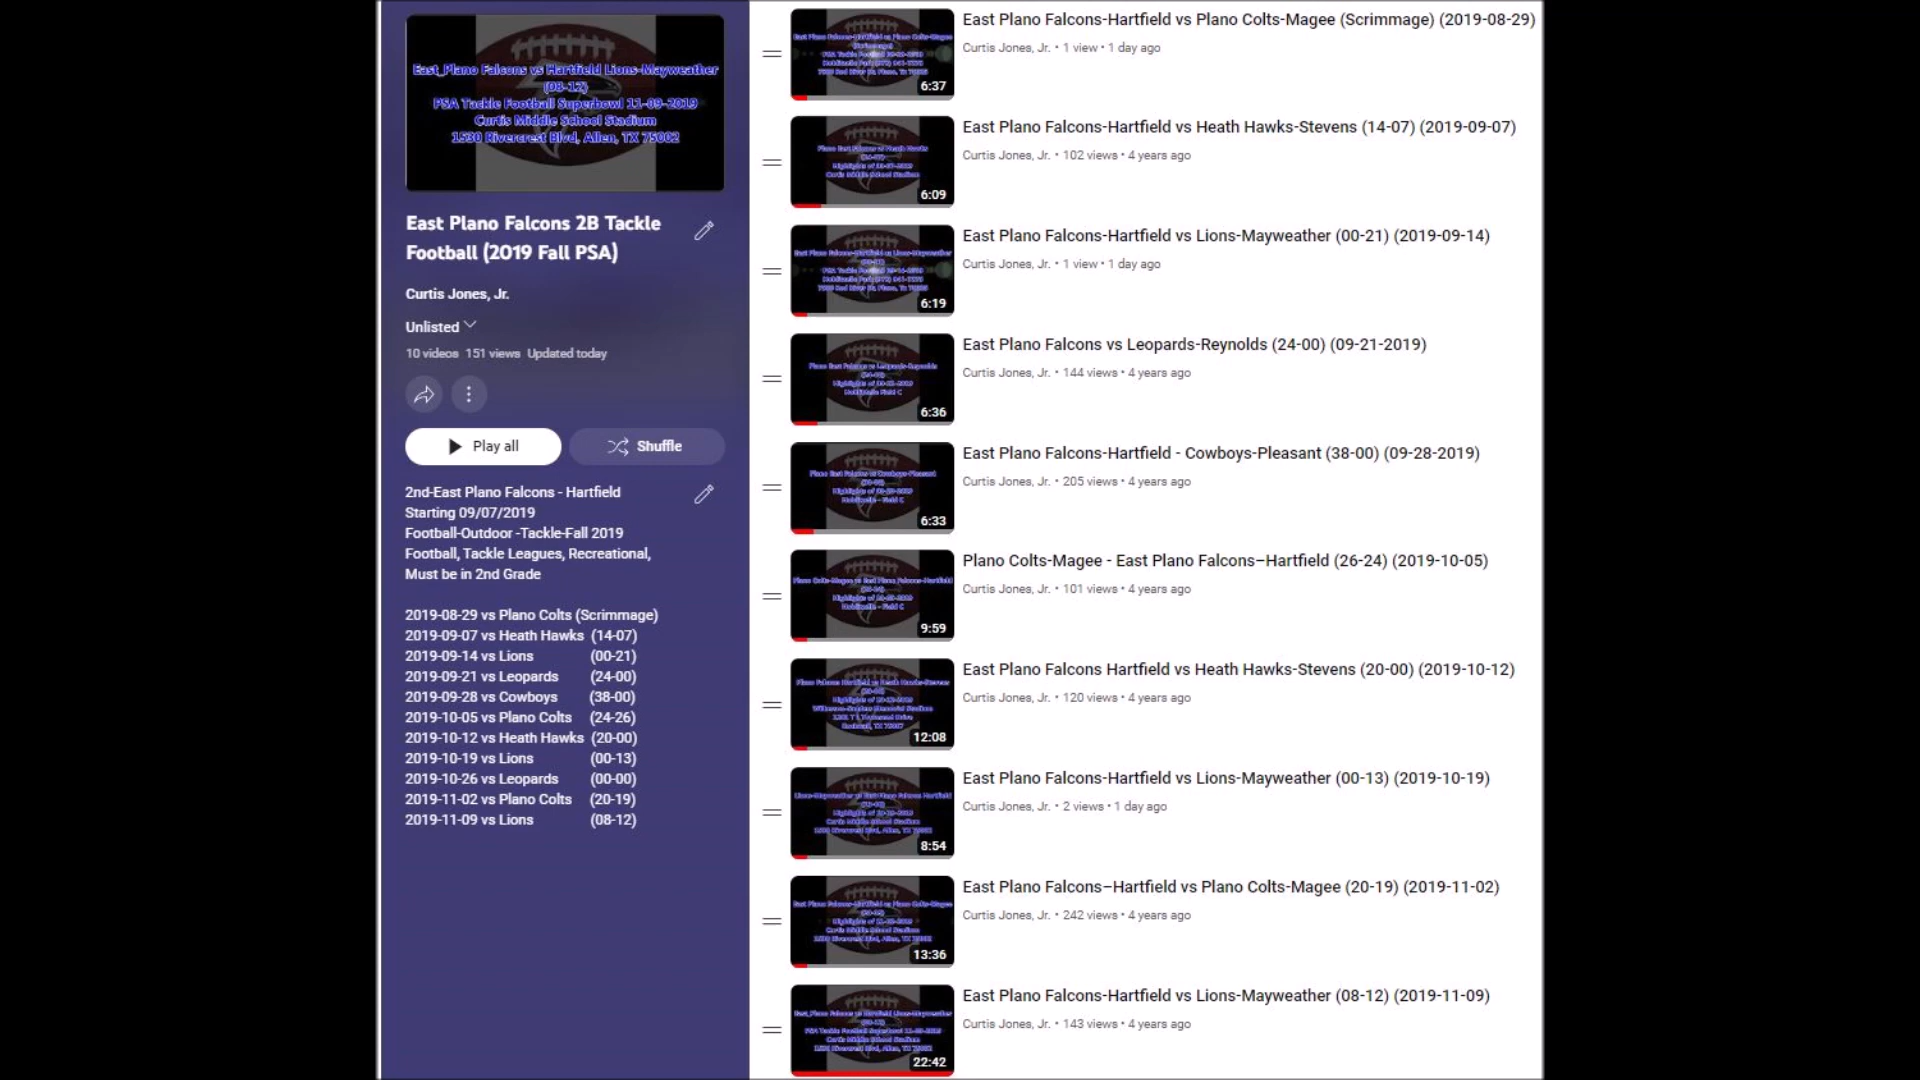 East_Plano Falcons vs Hartfield Lions-Mayweather
(08-12)
PSA Tackle Football Superbowl 11-09-2019
Curtis Middle School Stadium
1530 Rivercrest Blvd, Allen, TX 75002
East Plano Falcons 2B Tackle
Football (2019 Fall PSA)
Curtis Jones, Jr.
Unlisted
10 videos 151 views Updated today
Play all
Shuffle
2nd-East Plano Falcons - Hartfield
Starting 09/07/2019
Football-Outdoor -Tackle-Fall 2019
Football, Tackle Leagues, Recreational,
Must be in 2nd Grade
2019-08-29 vs Plano Colts (Scrimmage)
2019-09-07 vs Heath Hawks (14-07)
2019-09-14 vs Lions (00-21)
2019-09-21 vs Leopards (24-00)
2019-09-28 vs Cowboys (38-00)
2019-10-05 vs Plano Colts (24-26)
2019-10-12 vs Heath Hawks (20-00)
2019-10-19 vs Lions (00-13)
2019-10-26 vs Leopards (00-00)
2019-11-02 vs Plano Colts (20-19)
2019-11-09 vs Lions (08-12)
6:37
East Plano Falcons-Hartfield vs Plano Colts-Magee (Scrimmage) (2019-08-29)
Curtis Jones, Jr. • 1 view • 1 day ago
6:09
East Plano Falcons-Hartfield vs Heath Hawks-Stevens (14-07) (2019-09-07)
Curtis Jones, Jr. • 102 views • 4 years ago
6:19
East Plano Falcons-Hartfield vs Lions-Mayweather (00-21) (2019-09-14)
Curtis Jones, Jr. • 1 view • 1 day ago
6:36
East Plano Falcons vs Leopards-Reynolds (24-00) (09-21-2019)
Curtis Jones, Jr. • 144 views • 4 years ago
6:33
East Plano Falcons-Hartfield - Cowboys-Pleasant (38-00) (09-28-2019)
Curtis Jones, Jr. • 205 views • 4 years ago
9:59
Plano Colts-Magee - East Plano Falcons–Hartfield (26-24) (2019-10-05)
Curtis Jones, Jr. • 101 views • 4 years ago
12:08
East Plano Falcons Hartfield vs Heath Hawks-Stevens (20-00) (2019-10-12)
Curtis Jones, Jr. • 120 views • 4 years ago
8:54
East Plano Falcons-Hartfield vs Lions-Mayweather (00-13) (2019-10-19)
Curtis Jones, Jr. • 2 views • 1 day ago
13:36
East Plano Falcons–Hartfield vs Plano Colts-Magee (20-19) (2019-11-02)
Curtis Jones, Jr. • 242 views • 4 years ago
22:42
East Plano Falcons-Hartfield vs Lions-Mayweather (08-12) (2019-11-09)
Curtis Jones, Jr. • 143 views • 4 years ago